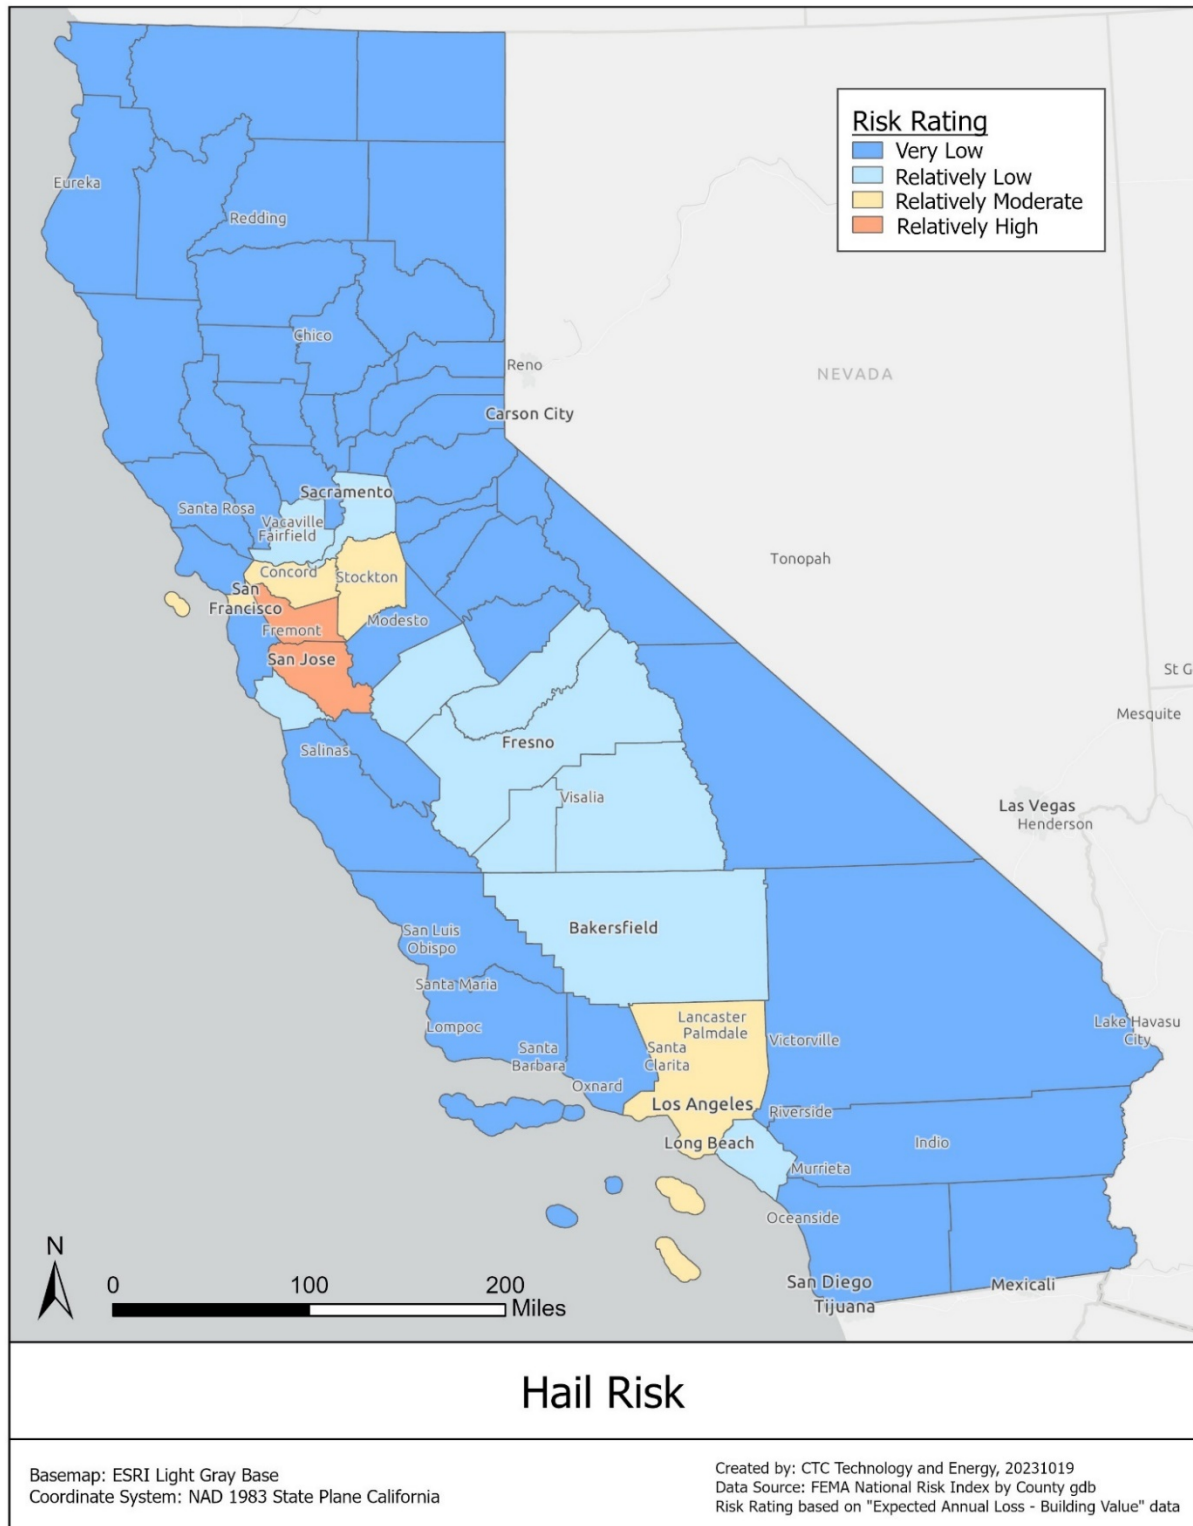 Risk Rating
Very Low
Relatively Low
Relatively Moderate
Relatively High
Eureka
Redding
Chico
Reno
NEVADA
Carson City
Santa Rosa
Sacramento
Vacaville
Fairfield
Concord
Stockton
San
Francisco
Fremont
Modesto
San Jose
Tonopah
St G
Mesquite
Salinas
Fresno
Visalia
Las Vegas
Henderson
San Luis
Obispo
Bakersfield
Santa Maria
Lompoc
Santa
Barbara
Oxnard
Santa
Clarita
Lancaster
Palmdale
Victorville
Lake Havasu
City
Los Angeles
Riverside
Long Beach
Indio
Murrieta
Oceanside
San Diego
Tijuana
Mexicali
N
0 100 200
Miles
Hail Risk
Basemap: ESRI Light Gray Base
Coordinate System: NAD 1983 State Plane California
Created by: CTC Technology and Energy, 20231019
Data Source: FEMA National Risk Index by County gdb
Risk Rating based on "Expected Annual Loss - Building Value" data